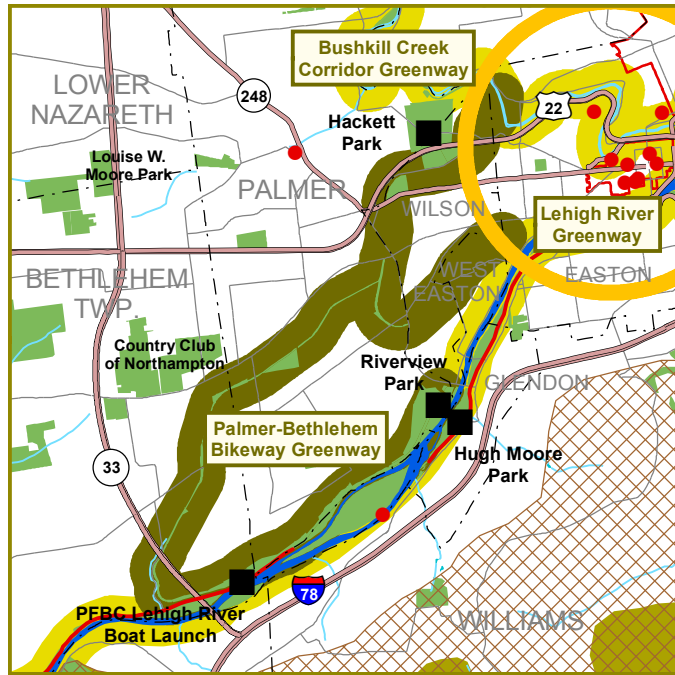 Bushkill Creek
Corridor Greenway
LOWER
NAZARETH
248
22
Hackett
Park
Louise W.
Moore Park
PALMER
WILSON
Lehigh River
Greenway
BETHLEHEM
TWP.
WEST
EASTON
EASTON
Country Club
of Northampton
Riverview
Park
GLENDON
Palmer-Bethlehem
Bikeway Greenway
Hugh Moore
Park
33
78
PFBC Lehigh River
Boat Launch
WILLIAMS